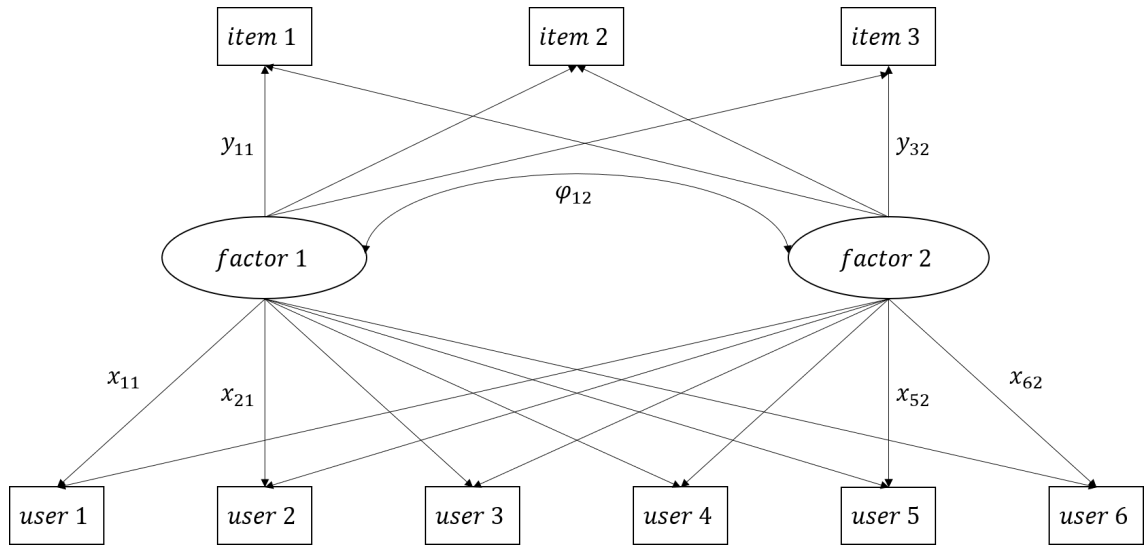 item 1
item 2
item 3
y₁₁
y₃₂
φ₁₂
factor 1
factor 2
x₁₁
x₂₁
x₅₂
x₆₂
user 1
user 2
user 3
user 4
user 5
user 6